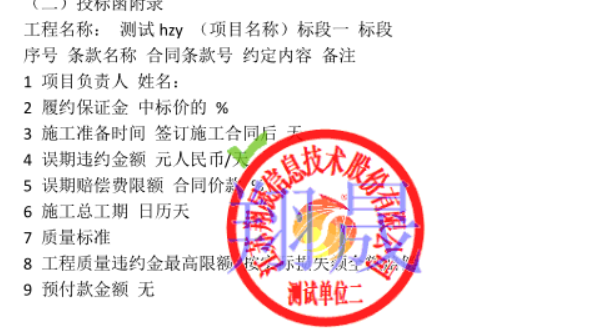 （二）投标函附录
工程名称： 测试 hzy （项目名称）标段一 标段
序号 条款名称 合同条款号 约定内容 备注
1 项目负责人 姓名：
2 履约保证金 中标价的 %
3 施工准备时间 签订施工合同后 天
4 误期违约金额 元人民币/天
5 误期赔偿费限额 合同价款 %
6 施工总工期 日历天
7 质量标准
8 工程质量违约金最高限额
9 预付款金额 无
翔晟信息技术股份有限公司
翔晟
测试单位二